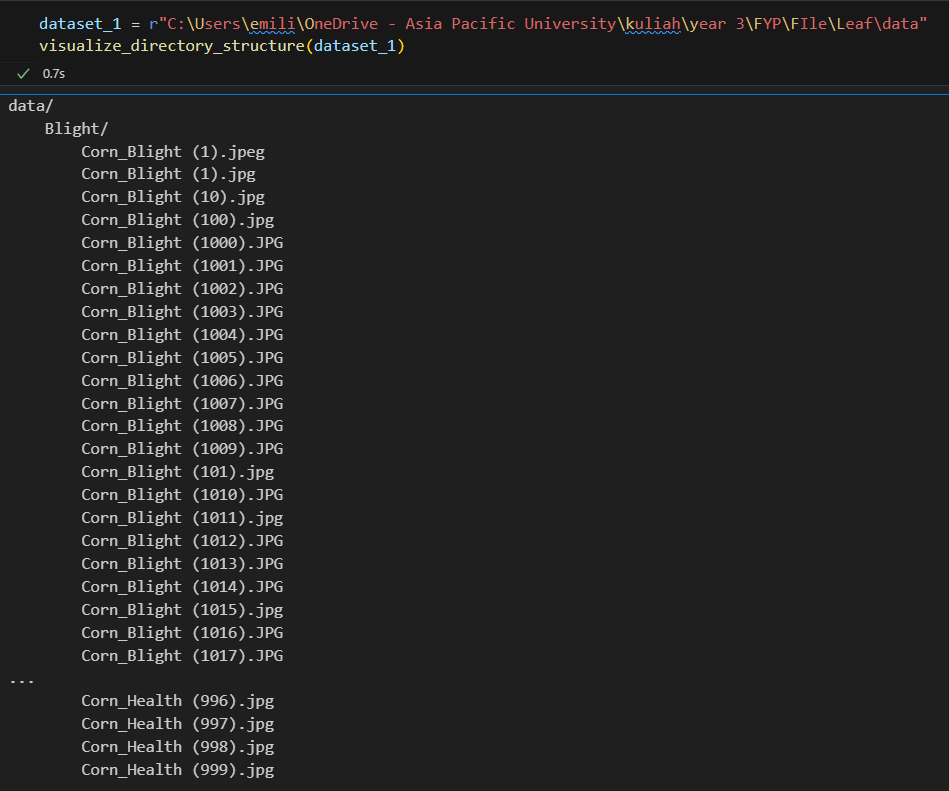 dataset_1 = r"C:\Users\emili\OneDrive - Asia Pacific University\kuliah\year 3\FYP\FIle\Leaf\data"
visualize_directory_structure(dataset_1)
✓ 0.7s
data/
    Blight/
        Corn_Blight (1).jpeg
        Corn_Blight (1).jpg
        Corn_Blight (10).jpg
        Corn_Blight (100).jpg
        Corn_Blight (1000).JPG
        Corn_Blight (1001).JPG
        Corn_Blight (1002).JPG
        Corn_Blight (1003).JPG
        Corn_Blight (1004).JPG
        Corn_Blight (1005).JPG
        Corn_Blight (1006).JPG
        Corn_Blight (1007).JPG
        Corn_Blight (1008).JPG
        Corn_Blight (1009).JPG
        Corn_Blight (101).jpg
        Corn_Blight (1010).JPG
        Corn_Blight (1011).jpg
        Corn_Blight (1012).JPG
        Corn_Blight (1013).JPG
        Corn_Blight (1014).JPG
        Corn_Blight (1015).jpg
        Corn_Blight (1016).JPG
        Corn_Blight (1017).JPG
...
        Corn_Health (996).jpg
        Corn_Health (997).jpg
        Corn_Health (998).jpg
        Corn_Health (999).jpg